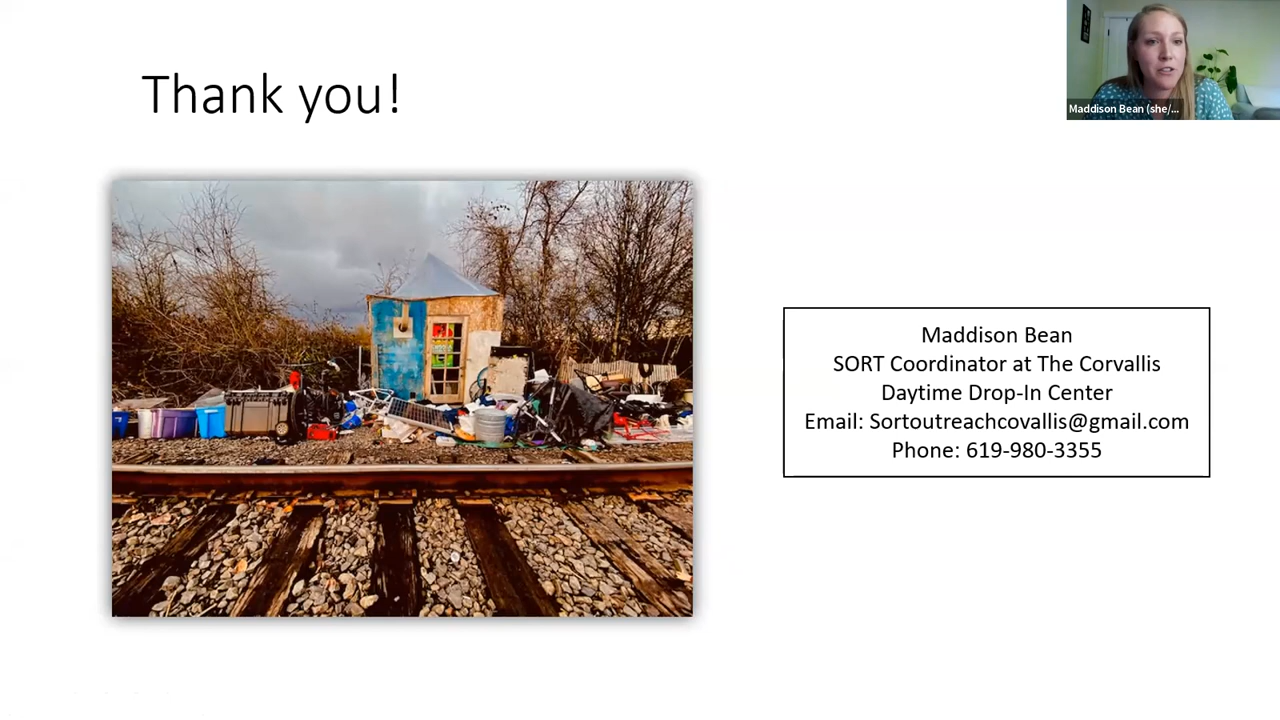 Thank you!
Maddison Bean (she/...
Maddison Bean
SORT Coordinator at The Corvallis
Daytime Drop-In Center
Email: Sortoutreachcovallis@gmail.com
Phone: 619-980-3355